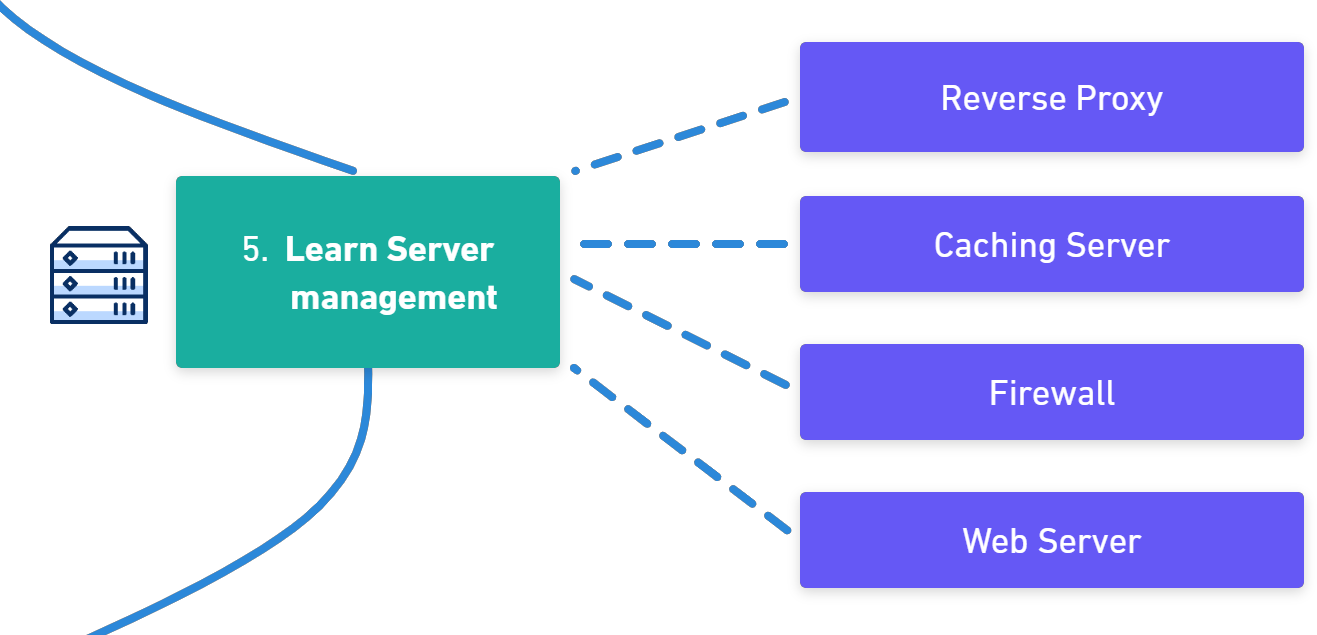 5. Learn Server
management
Reverse Proxy
Caching Server
Firewall
Web Server